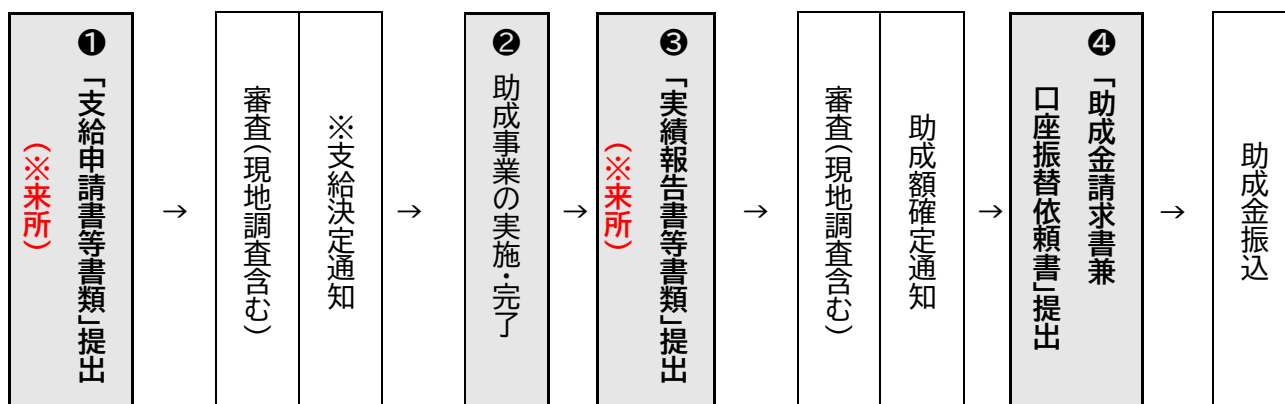 ❶「支給申請書等書類」提出
(※来所)
→
審査(現地調査含む)
※支給決定通知
→
❷ 助成事業の実施・完了
→
❸「実績報告書等書類」提出
(※来所)
→
審査(現地調査含む)
助成額確定通知
→
❹「助成金請求書兼
口座振替依頼書」提出
→
助成金振込